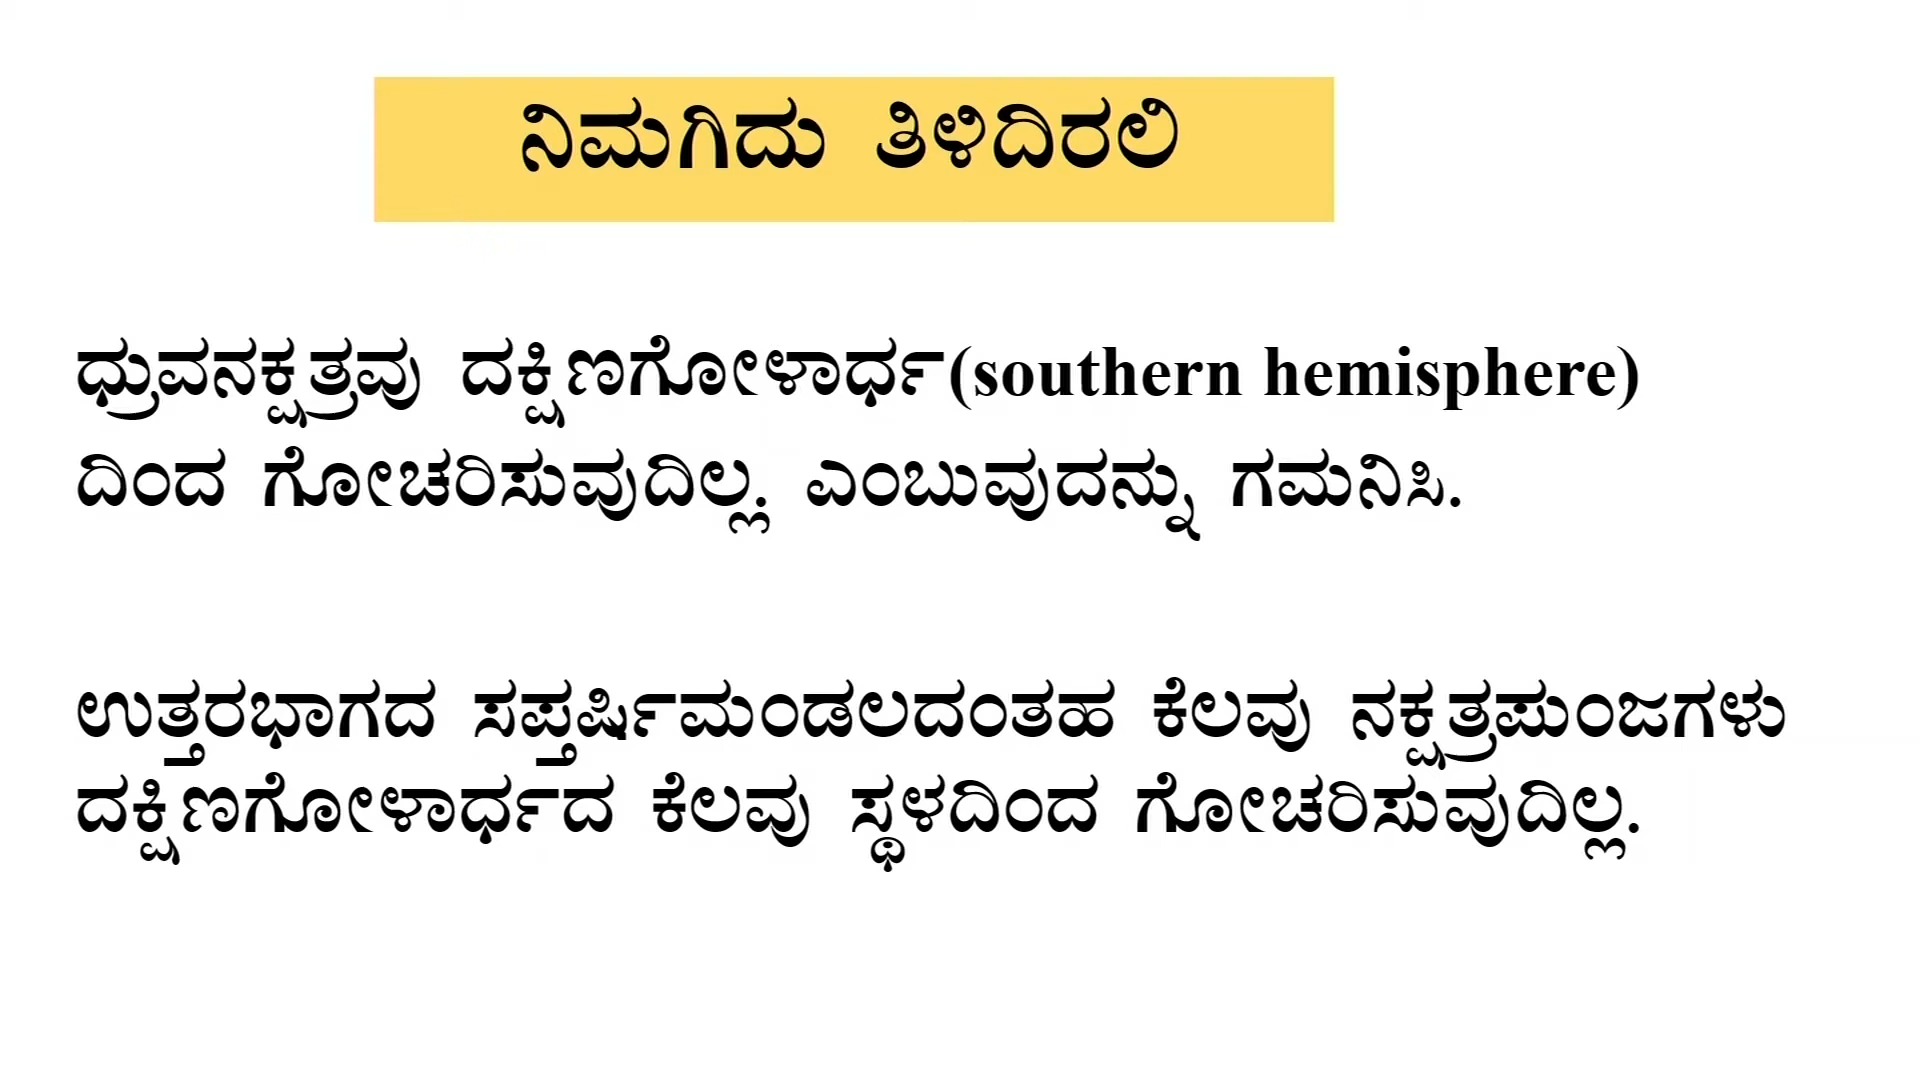 ನಿಮಗಿದು ತಿಳಿದಿರಲಿ
ಧ್ರುವನಕ್ಷತ್ರವು ದಕ್ಷಿಣಗೋಳಾರ್ಧ(southern hemisphere)
ದಿಂದ ಗೋಚರಿಸುವುದಿಲ್ಲ. ಎಂಬುವುದನ್ನು ಗಮನಿಸಿ.
ಉತ್ತರಭಾಗದ ಸಪ್ತರ್ಷಿಮಂಡಲದಂತಹ ಕೆಲವು ನಕ್ಷತ್ರಪುಂಜಗಳು
ದಕ್ಷಿಣಗೋಳಾರ್ಧದ ಕೆಲವು ಸ್ಥಳದಿಂದ ಗೋಚರಿಸುವುದಿಲ್ಲ.